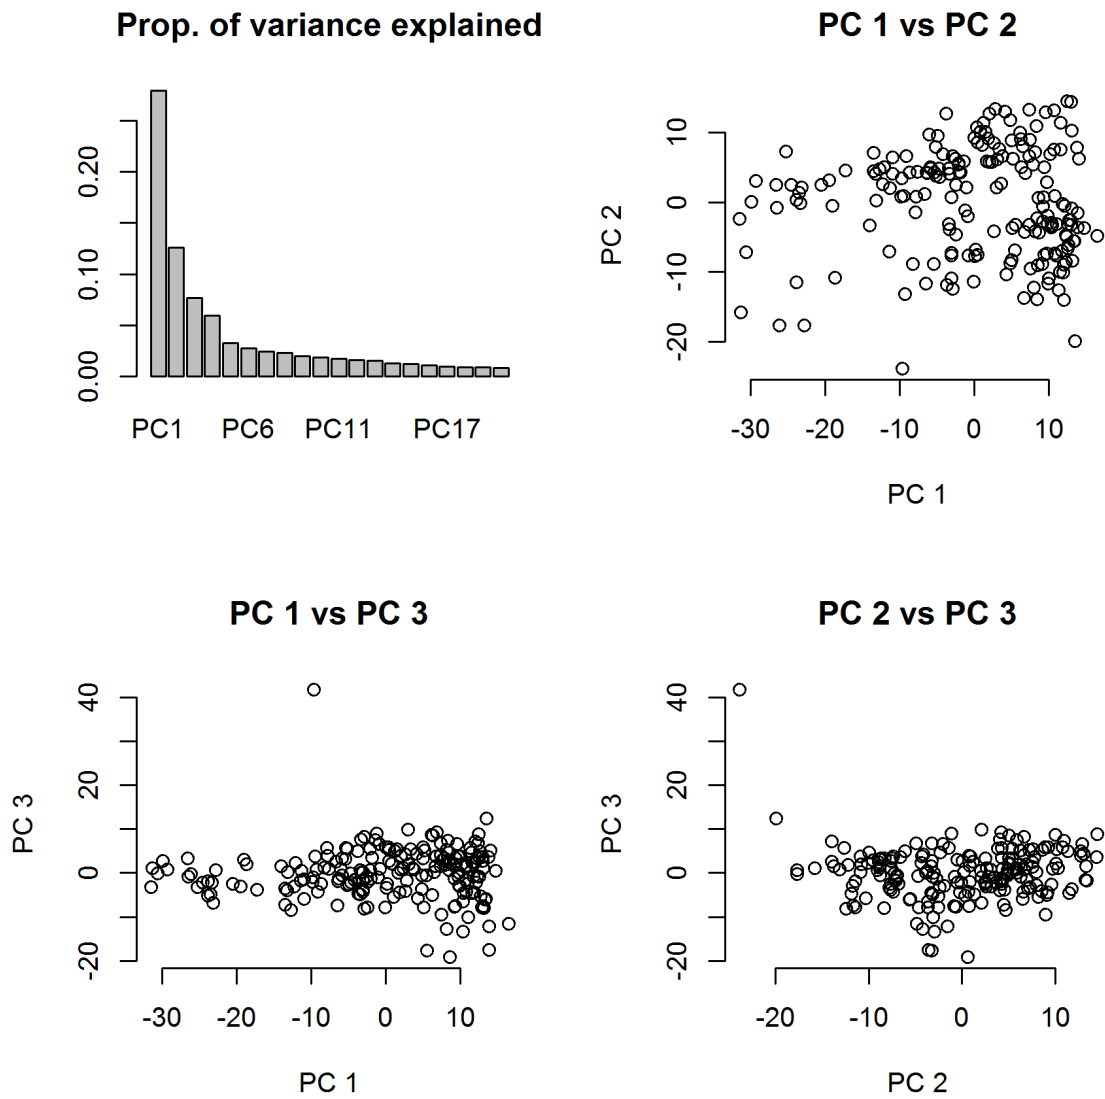 Prop. of variance explained
0.00 0.10 0.20
PC1 PC6 PC11 PC17
PC 1 vs PC 2
PC 2
-20 -10 0 10
-30 -20 -10 0 10
PC 1
PC 1 vs PC 3
PC 3
-20 0 20 40
-30 -20 -10 0 10
PC 1
PC 2 vs PC 3
PC 3
-20 0 20 40
-20 -10 0 10
PC 2